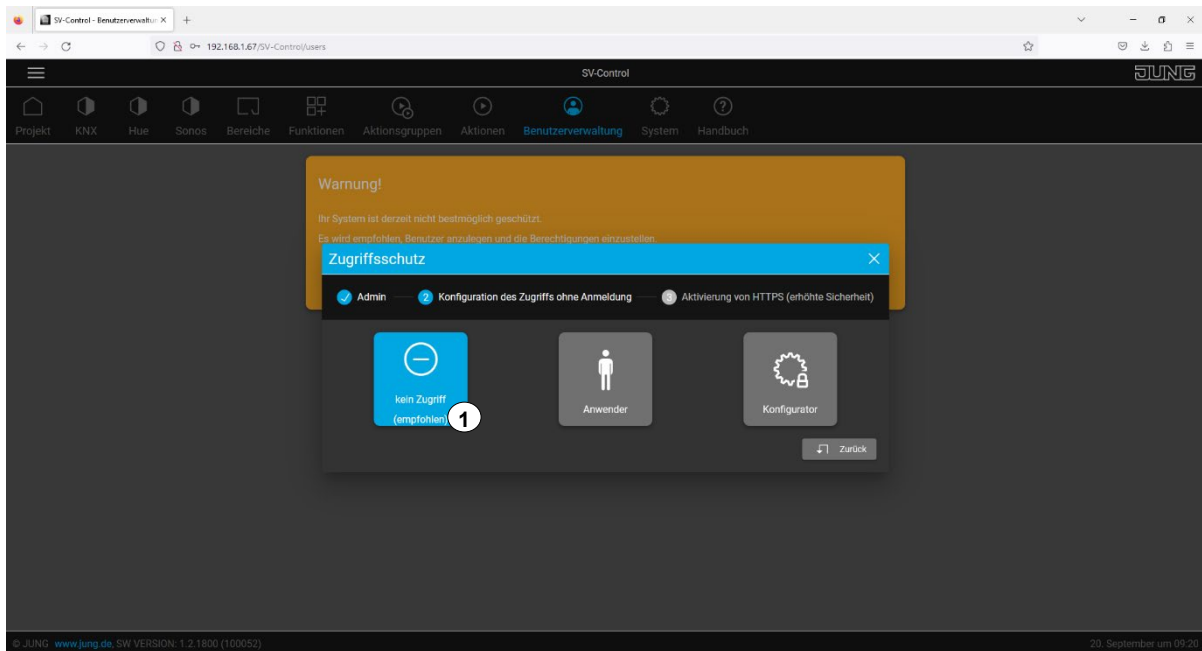 SV-Control - Benutzerverwaltun
192.168.1.67/SV-Control/users
SV-Control
JUNG
Projekt KNX Hue Sonos Bereiche Funktionen Aktionsgruppen Aktionen Benutzerverwaltung System Handbuch
Warnung!
Ihr System ist derzeit nicht bestmöglich geschützt.
Es wird empfohlen, Benutzer anzulegen und die Berechtigungen einzustellen.
Zugriffsschutz
Admin 2 Konfiguration des Zugriffs ohne Anmeldung 3 Aktivierung von HTTPS (erhöhte Sicherheit)
kein Zugriff
(empfohlen)
1
Anwender
Konfigurator
Zurück
© JUNG www.jung.de, SW VERSION: 1.2.1800 (100052)
20. September um 09:20